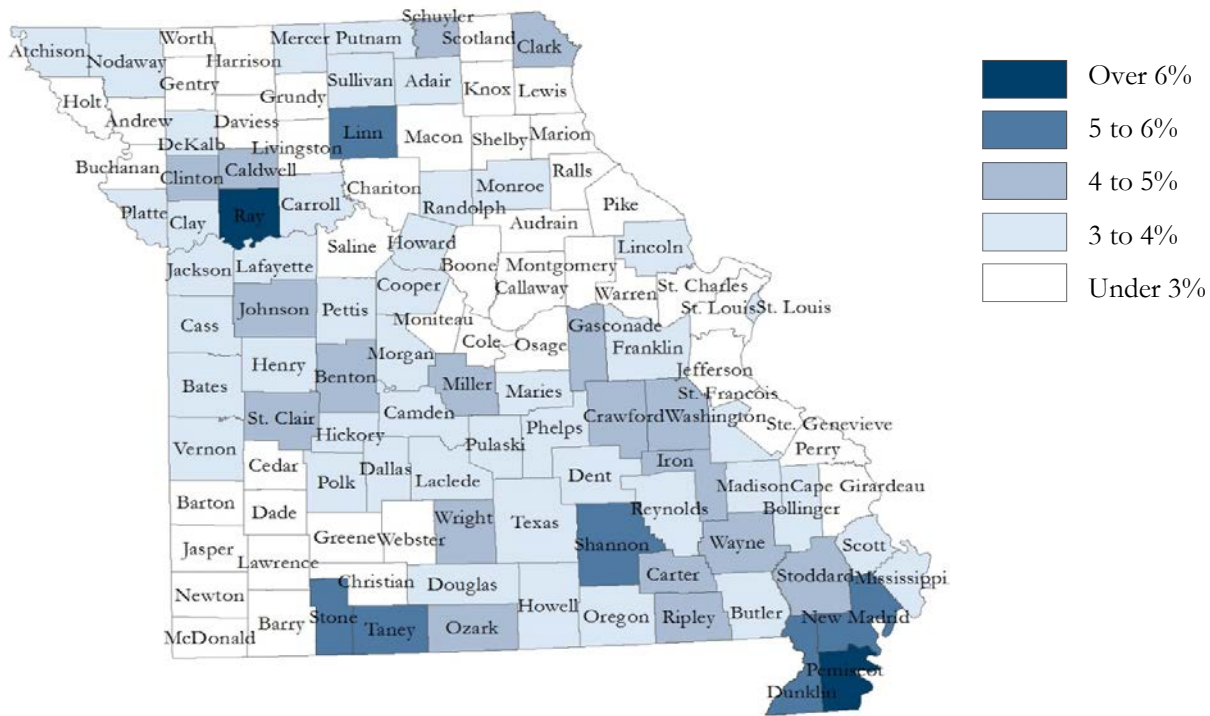 Schuyler
Atchison
Nodaway
Worth
Harrison
Mercer
Putnam
Scotland
Clark
Gentry
Sullivan
Adair
Knox
Lewis
Holt
Grundy
Andrew
Daviess
DeKalb
Livingston
Linn
Macon
Shelby
Marion
Buchanan
Clinton
Caldwell
Chariton
Monroe
Ralls
Platte
Clay
Ray
Carroll
Randolph
Audrain
Pike
Saline
Howard
Boone
Lincoln
Jackson
Lafayette
Cooper
Montgomery
Callaway
Warren
St. Charles
St. Louis
St. Louis
Cass
Johnson
Pettis
Moniteau
Cole
Osage
Gasconade
Franklin
Jefferson
Bates
Henry
Benton
Morgan
Miller
Maries
St. Francois
St. Clair
Hickory
Camden
Pulaski
Phelps
Crawford
Washington
Ste. Genevieve
Perry
Vernon
Cedar
Polk
Dallas
Laclede
Dent
Iron
Madison
Cape Girardeau
Bollinger
Barton
Dade
Greene
Webster
Wright
Texas
Reynolds
Shannon
Wayne
Scott
Jasper
Lawrence
Christian
Douglas
Carter
Stoddard
Mississippi
Newton
Barry
Stone
Taney
Ozark
Howell
Oregon
Ripley
Butler
New Madrid
McDonald
Pemiscot
Dunklin
Over 6%
5 to 6%
4 to 5%
3 to 4%
Under 3%